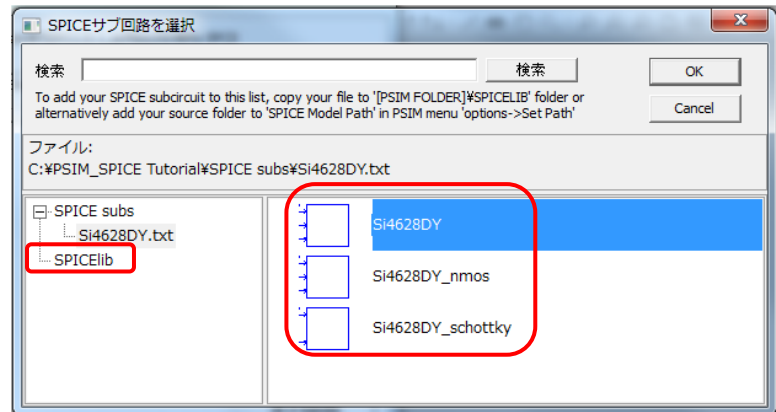 SPICEサブ回路を選択
検索
検索
OK
To add your SPICE subcircuit to this list, copy your file to '[PSIM FOLDER]¥SPICELIB' folder or
alternatively add your source folder to 'SPICE Model Path' in PSIM menu 'options->Set Path'
Cancel
ファイル:
C:¥PSIM_SPICE Tutorial¥SPICE subs¥Si4628DY.txt
SPICE subs
Si4628DY.txt
SPICElib
Si4628DY
Si4628DY_nmos
Si4628DY_schottky